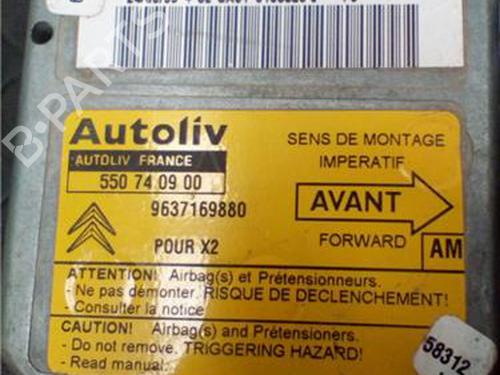 Autoliv
AUTOLIV FRANCE
550 74 09 00
9637169880
POUR X2
SENS DE MONTAGE
IMPERATIF
AVANT
FORWARD
AM
ATTENTION: Airbag(s) et Prétensionneurs.
- Ne pas démonter. RISQUE DE DECLENCHEMENT!
- Consulter la notice
CAUTION! Airbag(s) and Pretensioners.
- Do not remove. TRIGGERING HAZARD!
- Read manual.
58312
B-PARTS